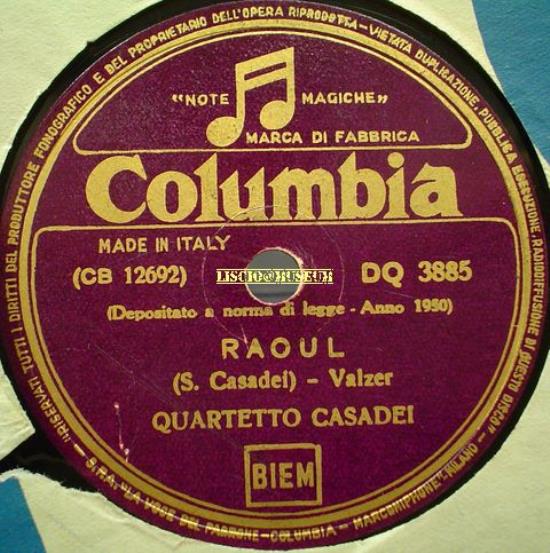 "RISERVATI TUTTI I DIRITTI DEL PRODUTTORE FONOGRAFICO E DEL PROPRIETARIO DELL'OPERA RIPRODOTTA - VIETATA DUPLICAZIONE, PUBBLICA ESECUZIONE, RADIODIFFUSIONE DI QUESTO DISCO"
"NOTE MAGICHE"
MARCA DI FABBRICA
Columbia
MADE IN ITALY
(CB 12692) LISCIO@MUSEUM DQ 3885
(Depositato a norma di legge - Anno 1950)
RAOUL
(S. Casadei) - Valzer
QUARTETTO CASADEI
BIEM
S.P.A. "LA VOCE DEL PADRONE - COLUMBIA - MARCONIPHONE" - MILANO -